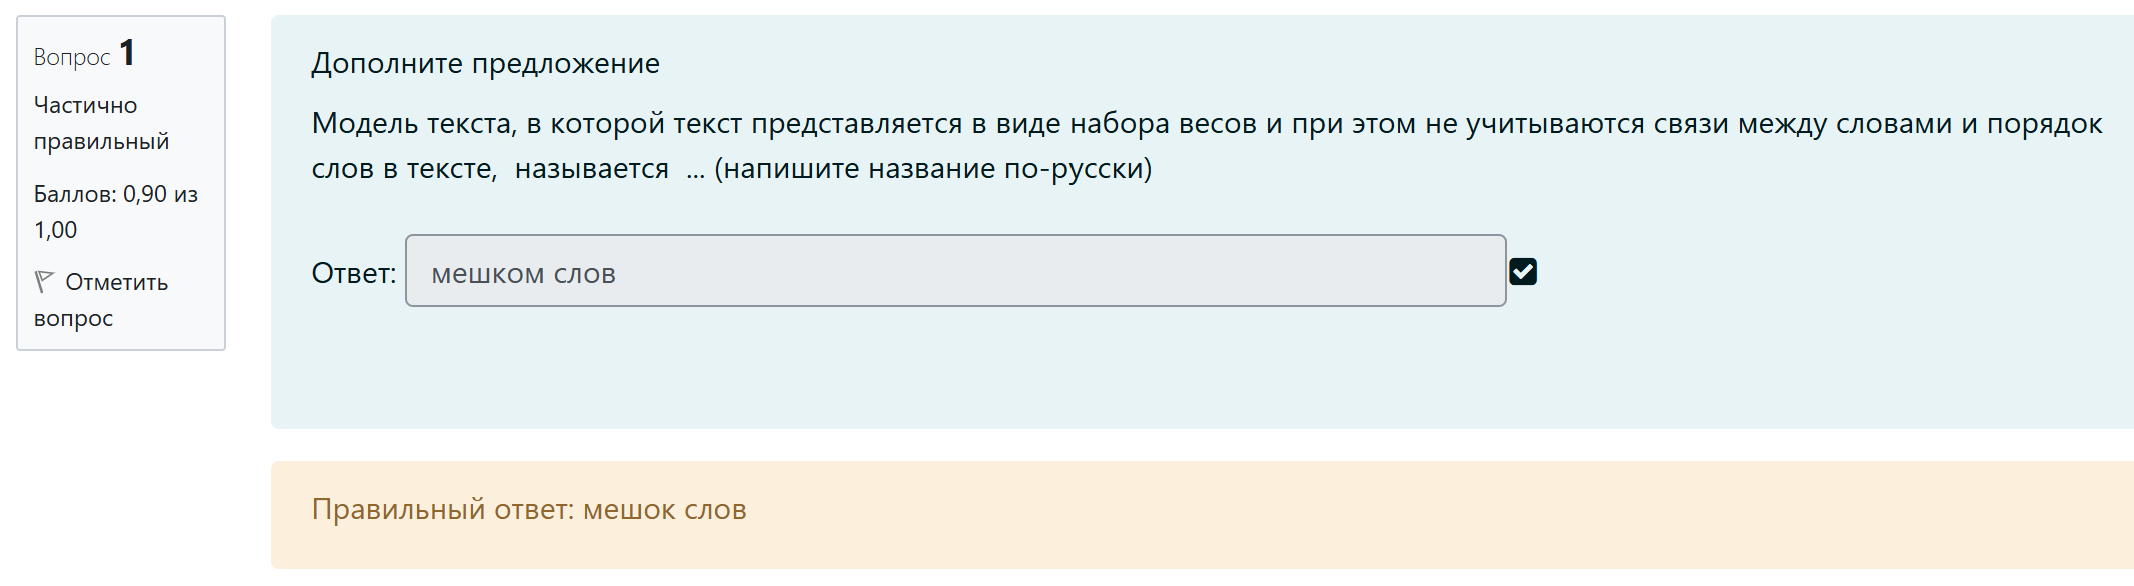 Вопрос 1
Частично
правильный
Баллов: 0,90 из
1,00
Отметить
вопрос
Дополните предложение
Модель текста, в которой текст представляется в виде набора весов и при этом не учитываются связи между словами и порядок
слов в тексте, называется ... (напишите название по-русски)
Ответ: мешком слов
Правильный ответ: мешок слов